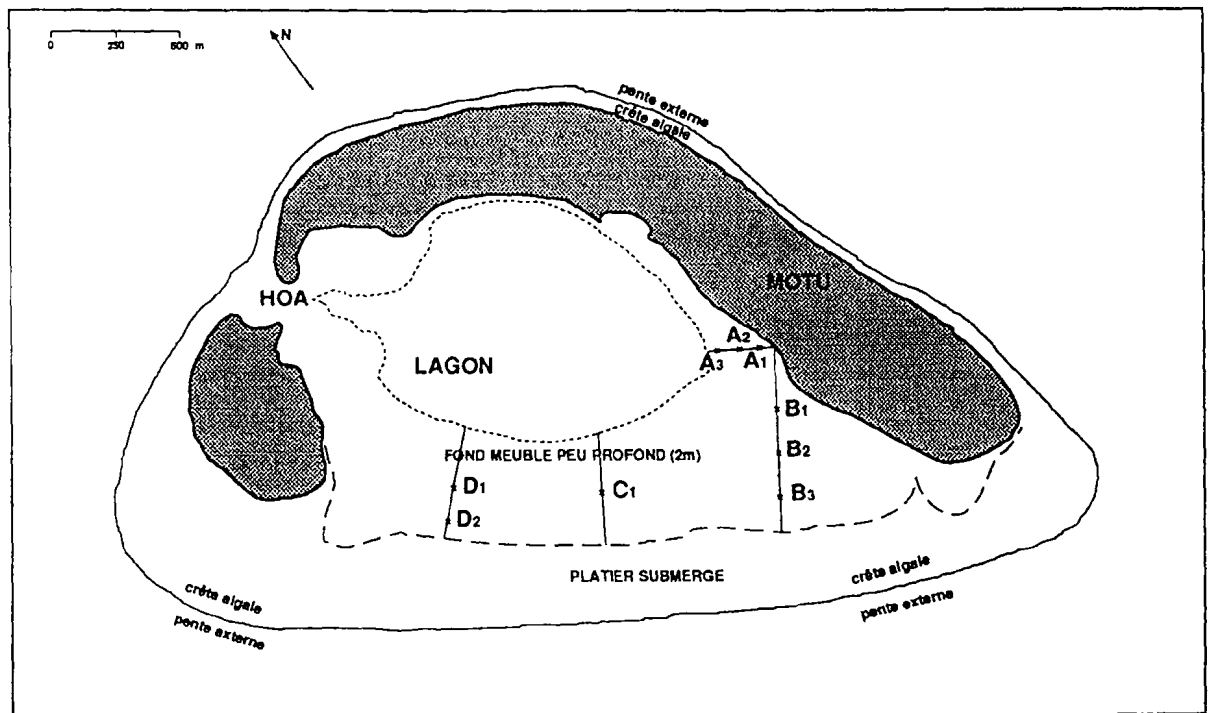 0 250 500 m
N
pente externe
crête algale
MOTU
HOA
LAGON
A2
A3 A1
B1
FOND MEUBLE PEU PROFOND (2m)
B2
D1
C1
B3
D2
PLATIER SUBMERGE
crête algale
pente externe
crête algale
pente externe